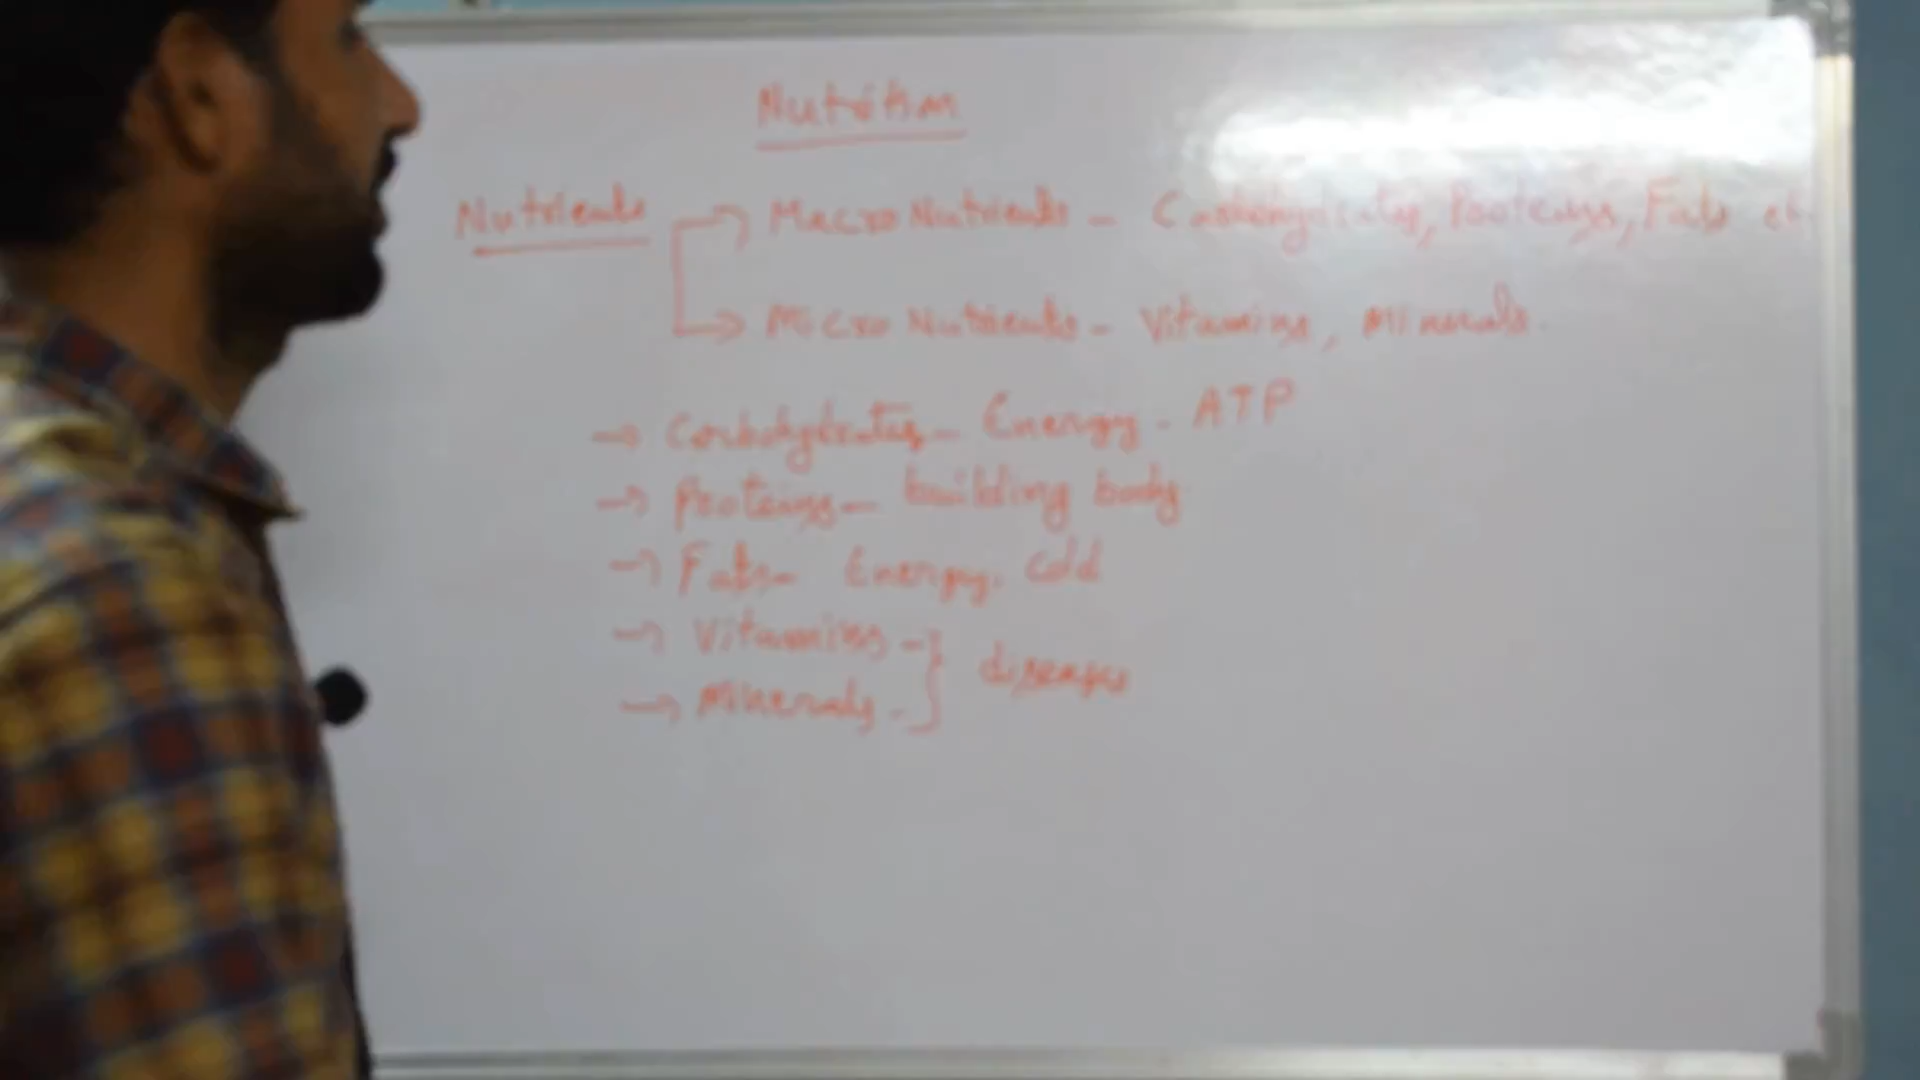 Nutrition
Nutrients
Macro Nutrients - Carbohydrates, Proteins, Fats etc.
Micro Nutrients - Vitamins, Minerals.
→ Carbohydrates - Energy - ATP
→ Proteins - building body
→ Fats - Energy, cold
→ Vitamins - } diseases
→ Minerals -